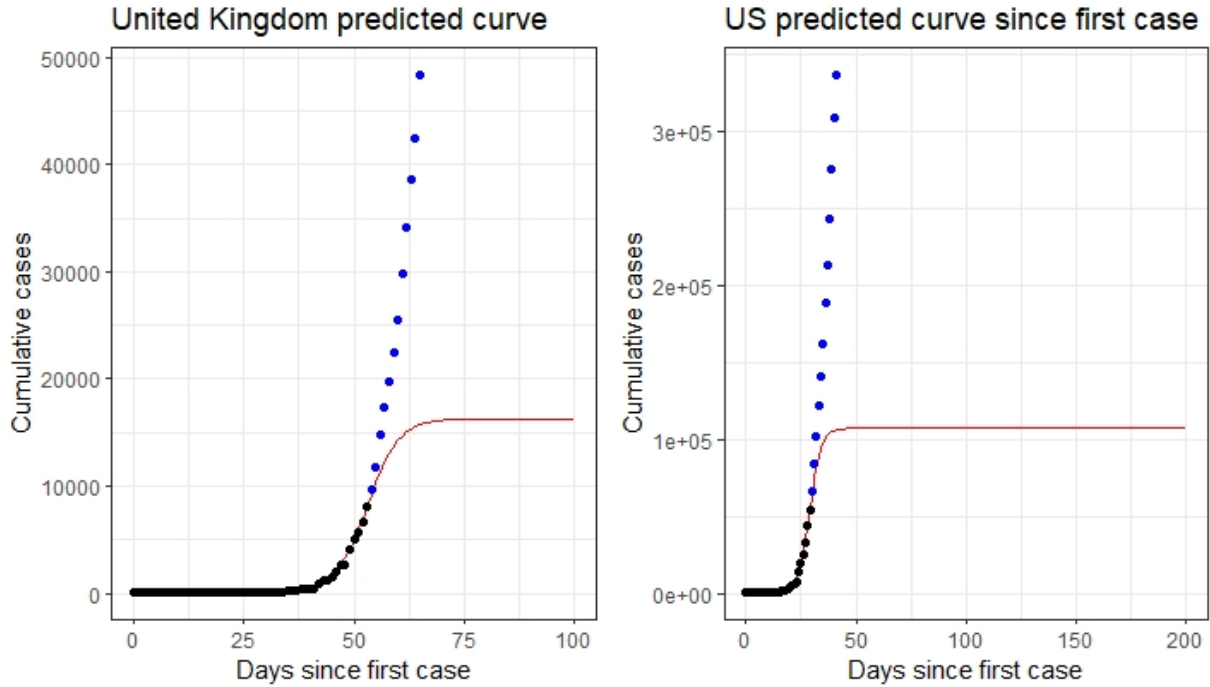 United Kingdom predicted curve
Cumulative cases
50000
40000
30000
20000
10000
0
0 25 50 75 100
Days since first case
US predicted curve since first case
Cumulative cases
3e+05
2e+05
1e+05
0e+00
0 50 100 150 200
Days since first case